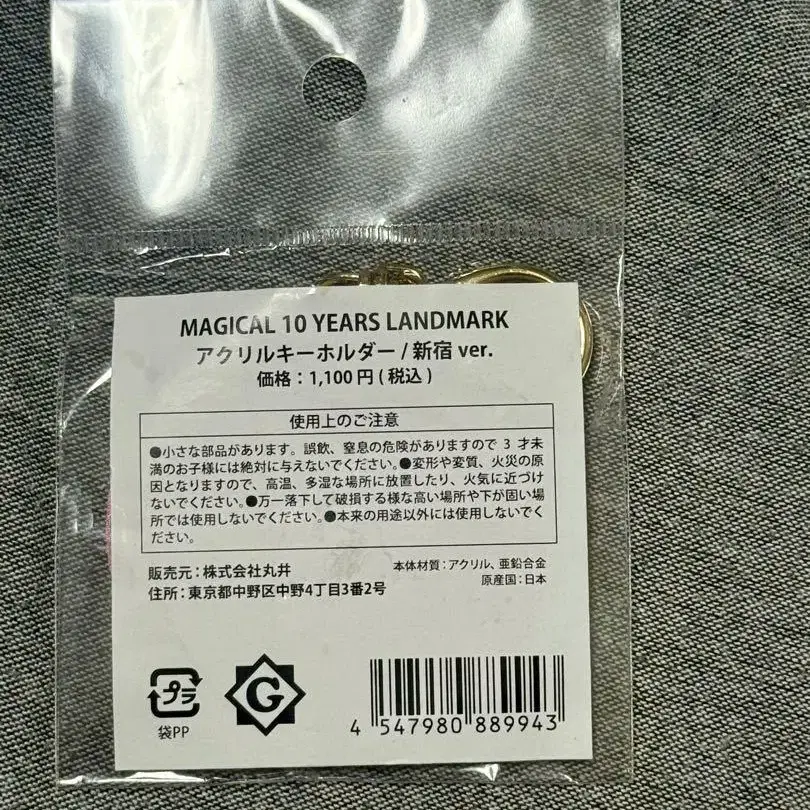 MAGICAL 10 YEARS LANDMARK
アクリルキーホルダー / 新宿 ver.
価格：1,100 円 ( 税込 )
使用上のご注意
●小さな部品があります。誤飲、窒息の危険がありますので 3 才未
満のお子様には絶対に与えないでください。●変形や変質、火災の原
因となりますので、高温、多湿な場所に放置したり、火気に近づけ
ないでください。●万一落下して破損する様な高い場所や下が固い場
所では使用しないでください。●本来の用途以外には使用しないでく
ださい。
販売元：株式会社丸井
住所：東京都中野区中野4丁目3番2号
本体材質：アクリル、亜鉛合金
原産国：日本
プラ
袋PP
G
4 547980 889943